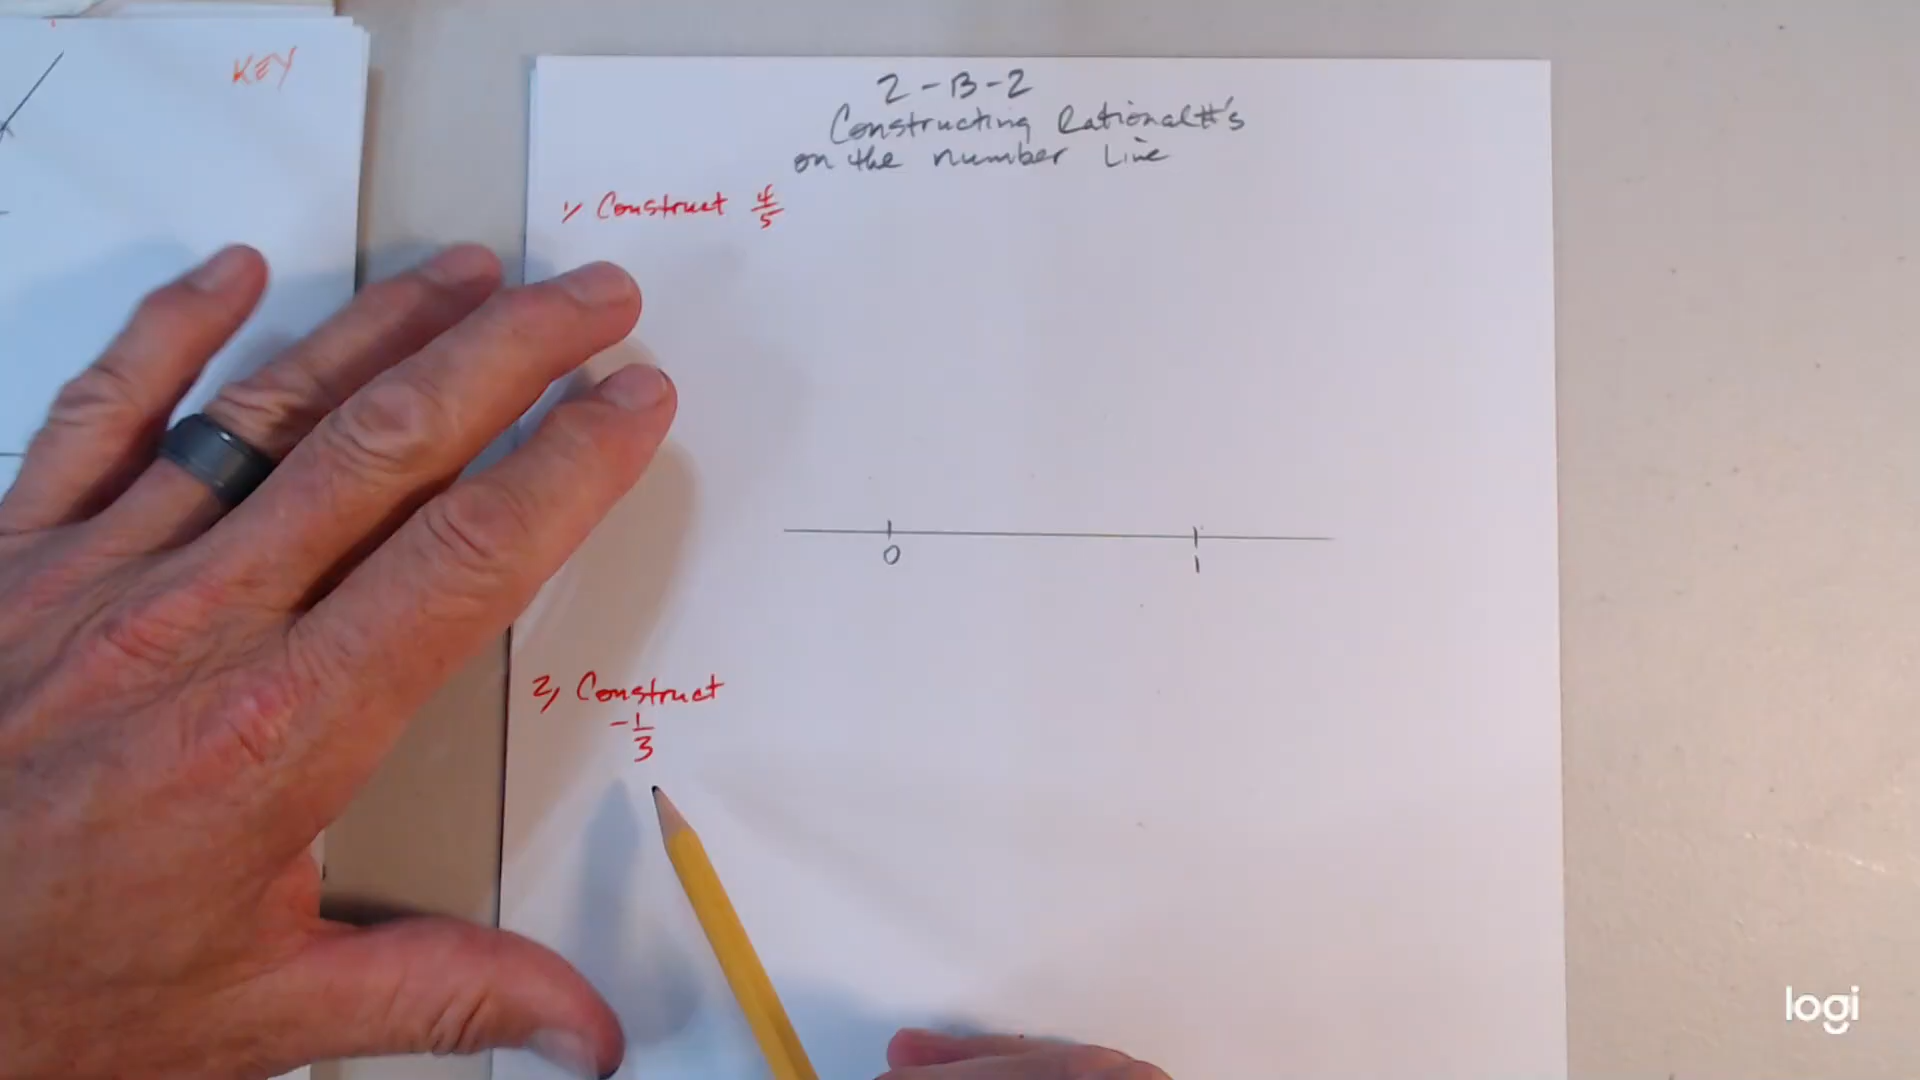 KEY
2-B-2
Constructing Rational #'s
on the number Line
1) Construct 4/5
0 1
2) Construct
-1/3
logi